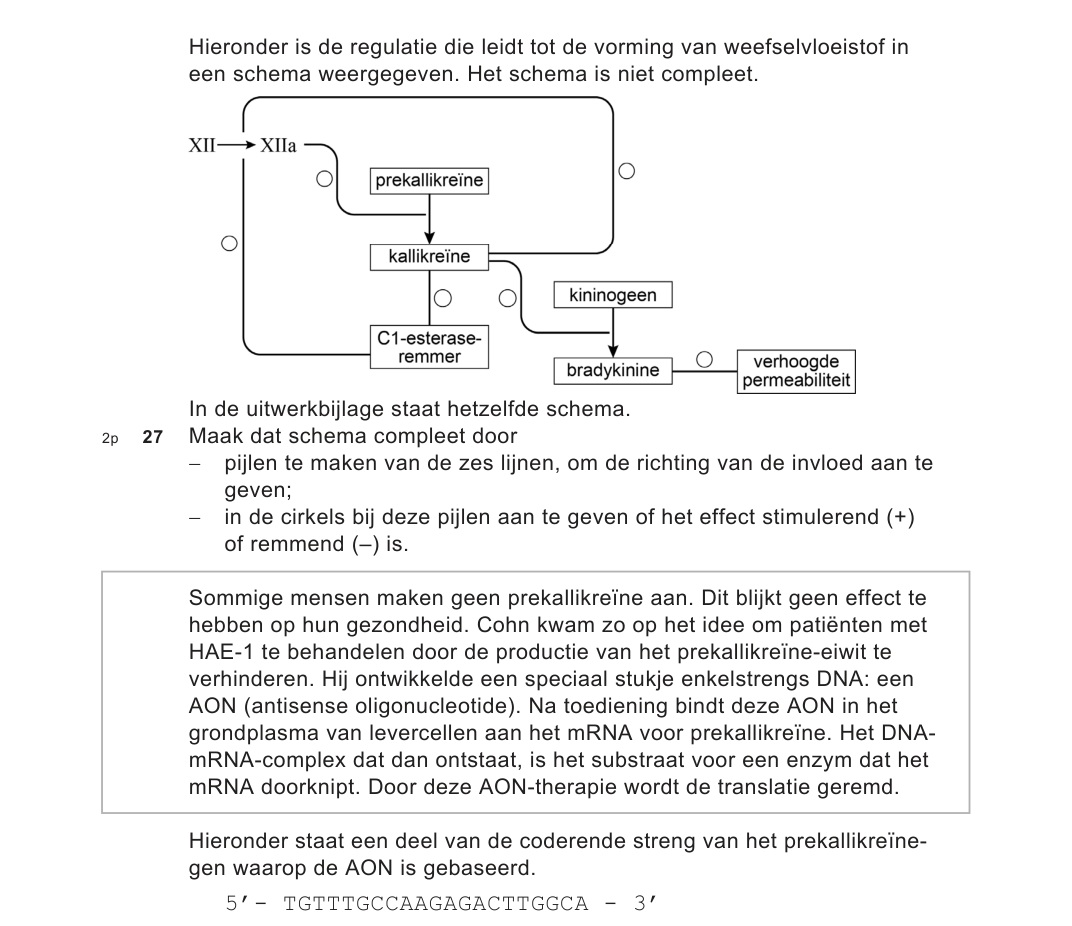 Hieronder is de regulatie die leidt tot de vorming van weefselvloeistof in
een schema weergegeven. Het schema is niet compleet.
XII XIIa
prekallikreïne
kallikreïne
kininogeen
C1-esterase-
remmer
bradykinine
verhoogde
permeabiliteit
In de uitwerkbijlage staat hetzelfde schema.
2p 27 Maak dat schema compleet door
– pijlen te maken van de zes lijnen, om de richting van de invloed aan te
geven;
– in de cirkels bij deze pijlen aan te geven of het effect stimulerend (+)
of remmend (–) is.
Sommige mensen maken geen prekallikreïne aan. Dit blijkt geen effect te
hebben op hun gezondheid. Cohn kwam zo op het idee om patiënten met
HAE-1 te behandelen door de productie van het prekallikreïne-eiwit te
verhinderen. Hij ontwikkelde een speciaal stukje enkelstrengs DNA: een
AON (antisense oligonucleotide). Na toediening bindt deze AON in het
grondplasma van levercellen aan het mRNA voor prekallikreïne. Het DNA-
mRNA-complex dat dan ontstaat, is het substraat voor een enzym dat het
mRNA doorknipt. Door deze AON-therapie wordt de translatie geremd.
Hieronder staat een deel van de coderende streng van het prekallikreïne-
gen waarop de AON is gebaseerd.
5’– TGTTTGCCAAGAGACTTGGCA – 3’